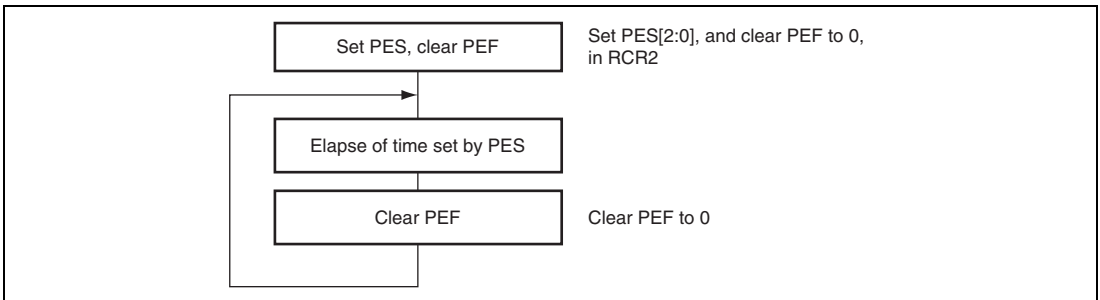 Set PES, clear PEF
Set PES[2:0], and clear PEF to 0,
in RCR2
Elapse of time set by PES
Clear PEF
Clear PEF to 0